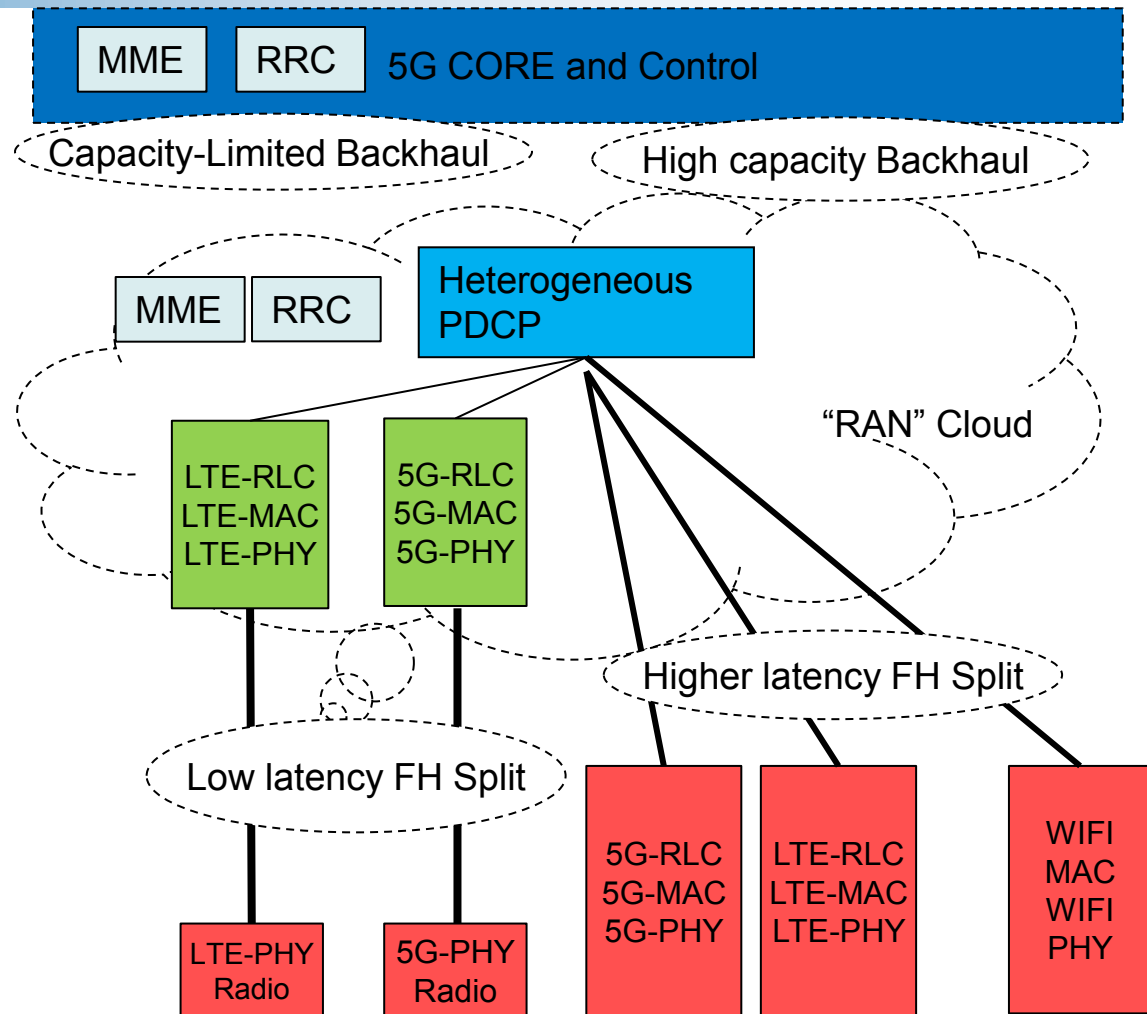 MME
RRC
5G CORE and Control
Capacity-Limited Backhaul
High capacity Backhaul
MME
RRC
Heterogeneous
PDCP
“RAN” Cloud
LTE-RLC
LTE-MAC
LTE-PHY
5G-RLC
5G-MAC
5G-PHY
Higher latency FH Split
Low latency FH Split
5G-RLC
5G-MAC
5G-PHY
LTE-RLC
LTE-MAC
LTE-PHY
WIFI
MAC
WIFI
PHY
LTE-PHY
Radio
5G-PHY
Radio